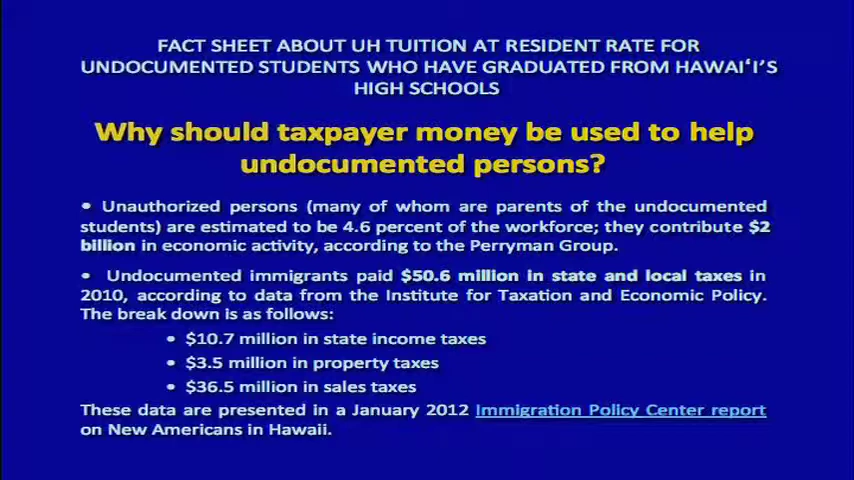 FACT SHEET ABOUT UH TUITION AT RESIDENT RATE FOR
UNDOCUMENTED STUDENTS WHO HAVE GRADUATED FROM HAWAIʻI’S
HIGH SCHOOLS
Why should taxpayer money be used to help
undocumented persons?
• Unauthorized persons (many of whom are parents of the undocumented
students) are estimated to be 4.6 percent of the workforce; they contribute $2
billion in economic activity, according to the Perryman Group.
• Undocumented immigrants paid $50.6 million in state and local taxes in
2010, according to data from the Institute for Taxation and Economic Policy.
The break down is as follows:
• $10.7 million in state income taxes
• $3.5 million in property taxes
• $36.5 million in sales taxes
These data are presented in a January 2012 Immigration Policy Center report
on New Americans in Hawaii.